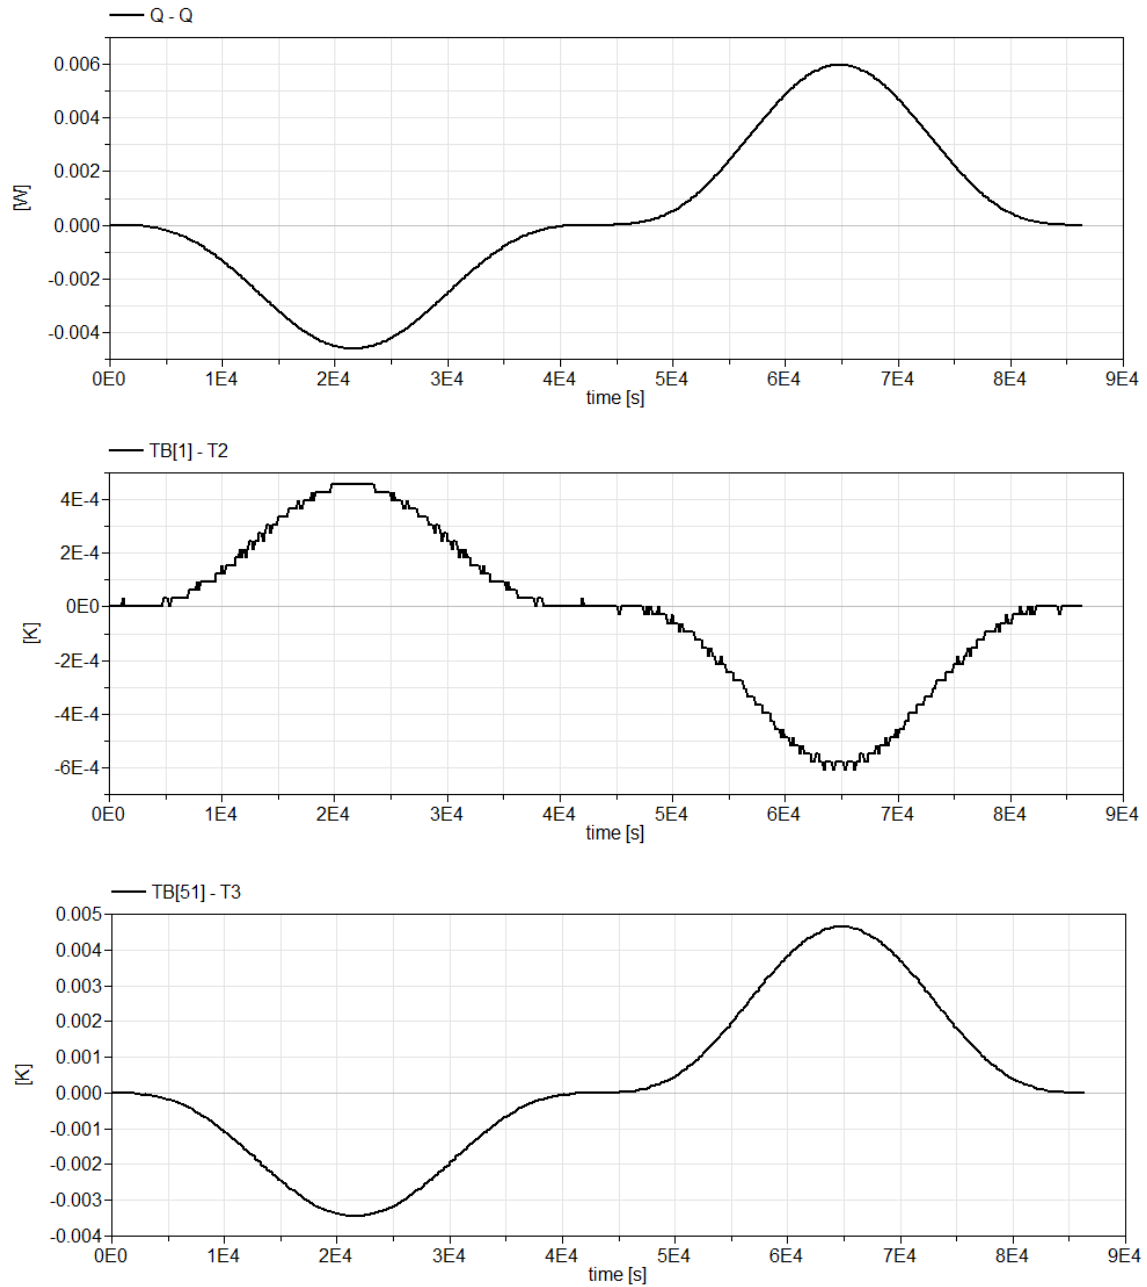 Q - Q
0.006
0.004
0.002
0.000
-0.002
-0.004
[W]
0E0 1E4 2E4 3E4 4E4 5E4 6E4 7E4 8E4 9E4
time [s]
TB[1] - T2
4E-4
2E-4
0E0
-2E-4
-4E-4
-6E-4
[K]
0E0 1E4 2E4 3E4 4E4 5E4 6E4 7E4 8E4 9E4
time [s]
TB[51] - T3
0.005
0.004
0.003
0.002
0.001
0.000
-0.001
-0.002
-0.003
-0.004
[K]
0E0 1E4 2E4 3E4 4E4 5E4 6E4 7E4 8E4 9E4
time [s]